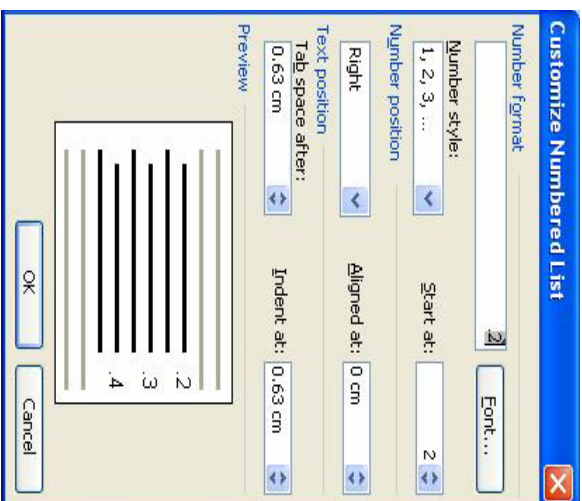 Customize Numbered List
Number format
.2
Font...
Number style:
Start at:
1, 2, 3, ...
2
Number position
Right
Aligned at:
0 cm
Text position
Tab space after:
0.63 cm
Indent at:
0.63 cm
Preview
.2
.3
.4
OK
Cancel